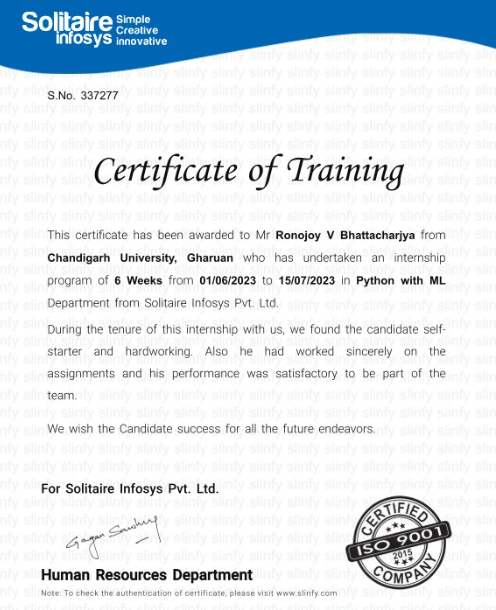 Solitaire
infosys
Simple
Creative
innovative
S.No. 337277
Certificate of Training
This certificate has been awarded to Mr Ronojoy V Bhattacharjya from
Chandigarh University, Gharuan who has undertaken an internship
program of 6 Weeks from 01/06/2023 to 15/07/2023 in Python with ML
Department from Solitaire Infosys Pvt. Ltd.
During the tenure of this internship with us, we found the candidate self-
starter and hardworking. Also he had worked sincerely on the
assignments and his performance was satisfactory to be part of the
team.
We wish the Candidate success for all the future endeavors.
For Solitaire Infosys Pvt. Ltd.
Human Resources Department
Note: To check the authentication of certificate, please visit www.slinfy.com
CERTIFIED
ISO 9001
2015
COMPANY